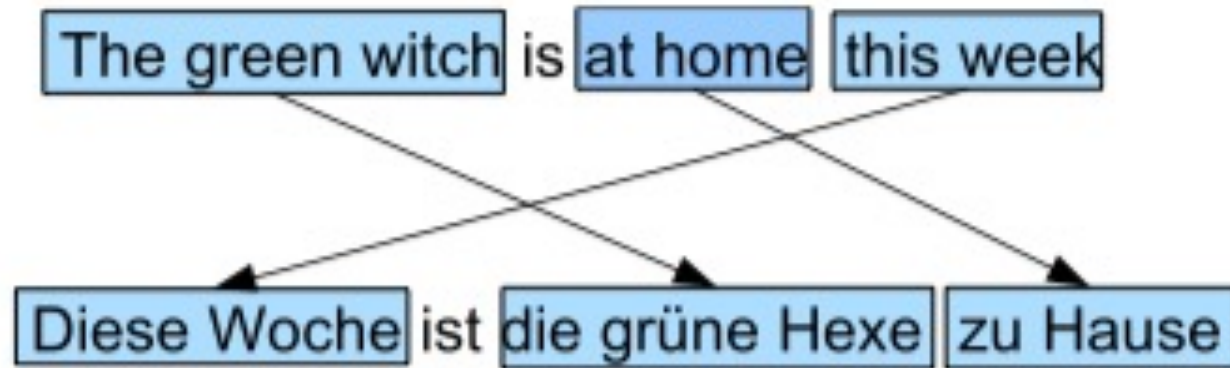 The green witch is at home this week
Diese Woche ist die grüne Hexe zu Hause